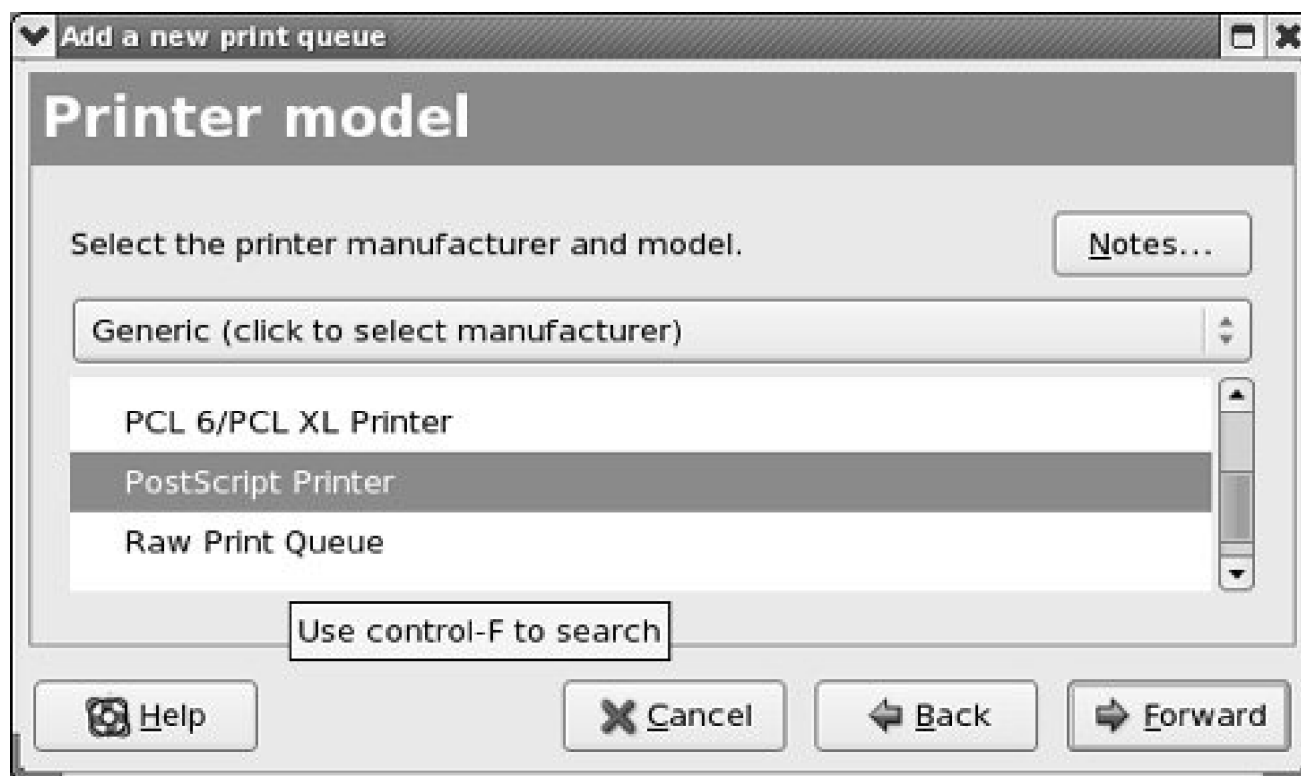 Add a new print queue
Printer model
Select the printer manufacturer and model.
Notes...
Generic (click to select manufacturer)
PCL 6/PCL XL Printer
PostScript Printer
Raw Print Queue
Use control-F to search
Help
Cancel
Back
Forward